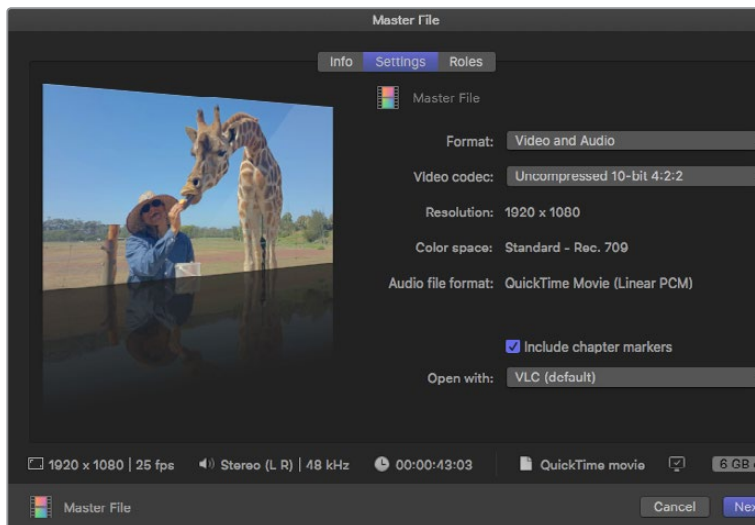 Master File
Info Settings Roles
Master File
Format: Video and Audio
Video codec: Uncompressed 10-bit 4:2:2
Resolution: 1920 x 1080
Color space: Standard - Rec. 709
Audio file format: QuickTime Movie (Linear PCM)
Include chapter markers
Open with: VLC (default)
1920 x 1080 | 25 fps Stereo (L R) | 48 kHz 00:00:43:03 QuickTime movie 6 GB
Master File Cancel